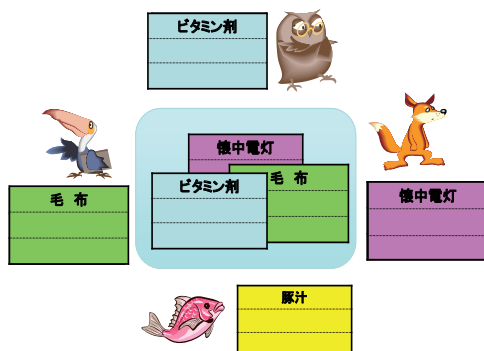 ビタミン剤
懐中電灯
毛 布
ビタミン剤
毛 布
懐中電灯
豚汁